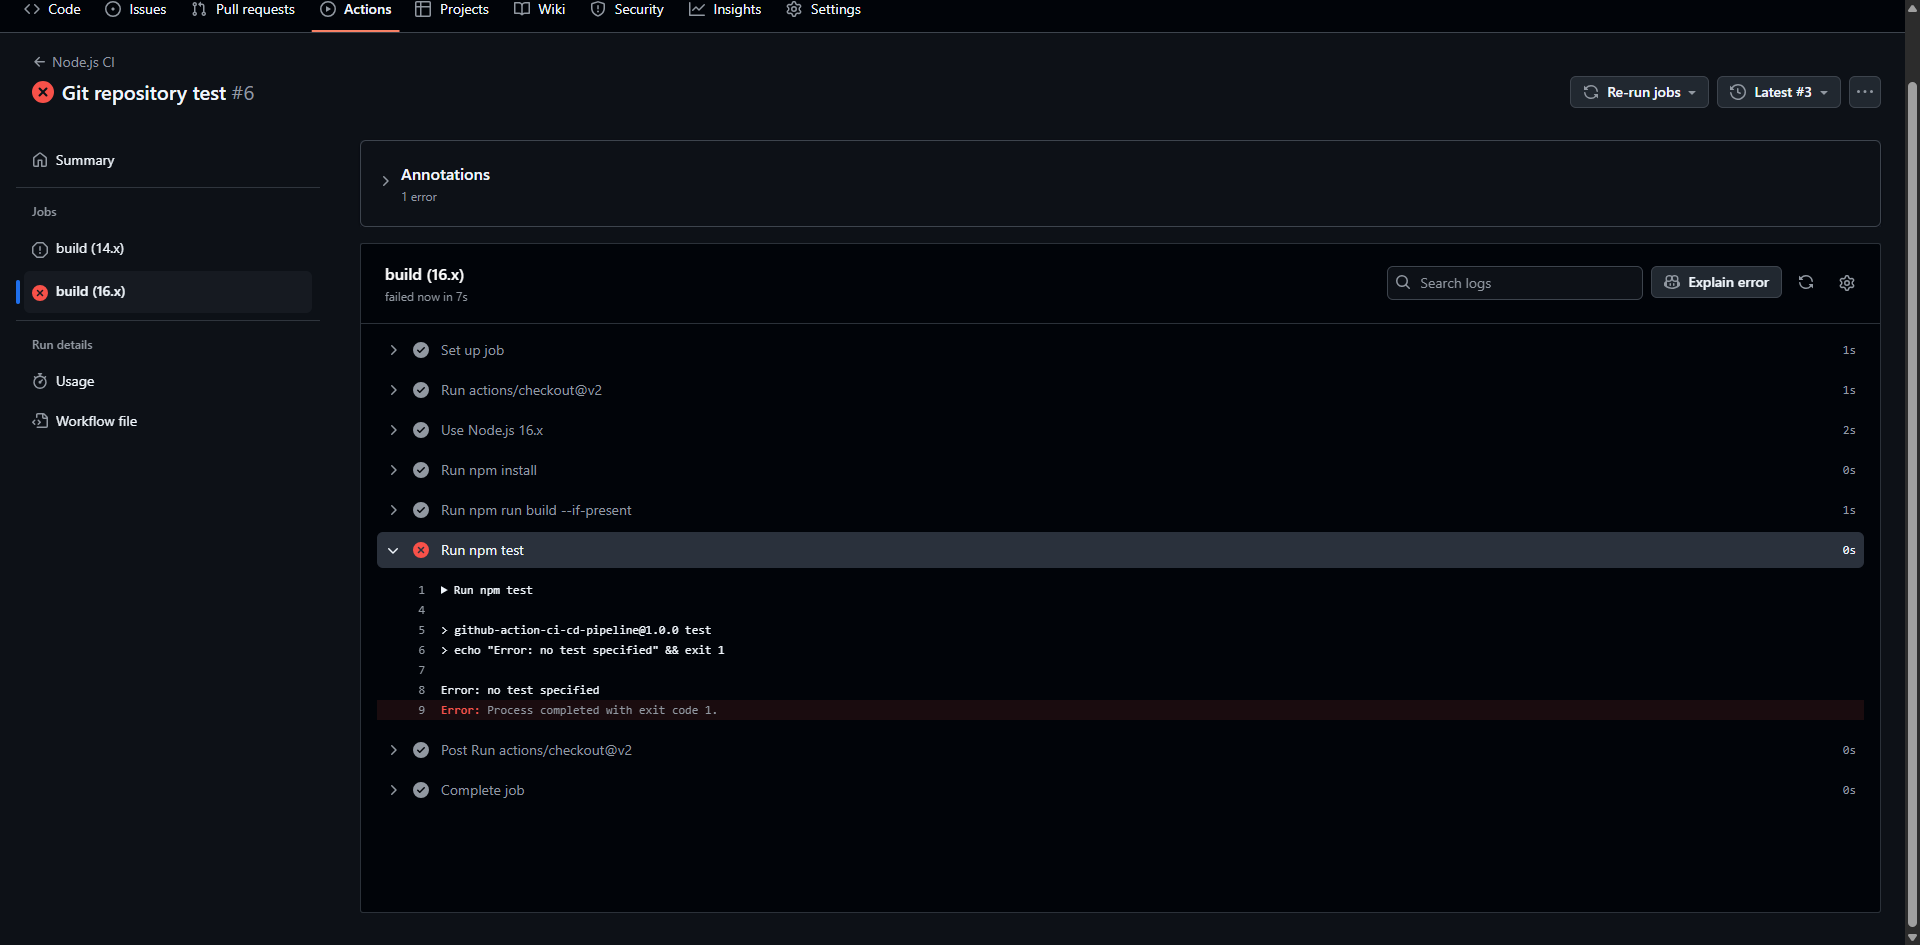 Code Issues Pull requests Actions Projects Wiki Security Insights Settings
Node.js CI
Git repository test #6
Re-run jobs Latest #3
Summary
Jobs
build (14.x)
build (16.x)
Run details
Usage
Workflow file
Annotations
1 error
build (16.x)
failed now in 7s
Search logs Explain error
Set up job 1s
Run actions/checkout@v2 1s
Use Node.js 16.x 2s
Run npm install 0s
Run npm run build --if-present 1s
Run npm test 0s
1 Run npm test
4
5 > github-action-ci-cd-pipeline@1.0.0 test
6 > echo "Error: no test specified" && exit 1
7
8 Error: no test specified
9 Error: Process completed with exit code 1.
Post Run actions/checkout@v2 0s
Complete job 0s